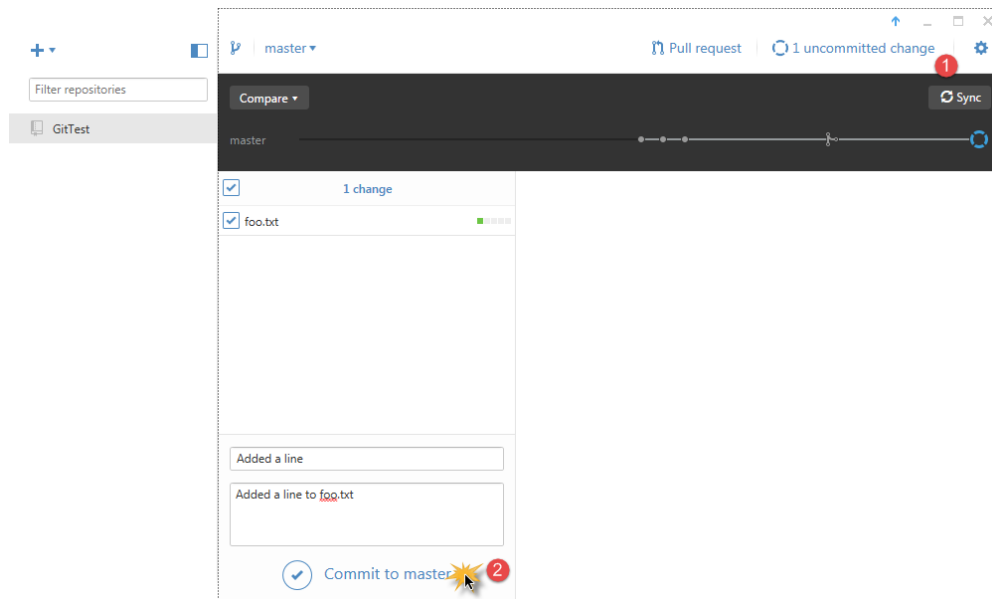 master
Pull request
1 uncommitted change
1
Filter repositories
Compare
Sync
GitTest
master
1 change
foo.txt
Added a line
Added a line to foo.txt
Commit to master
2